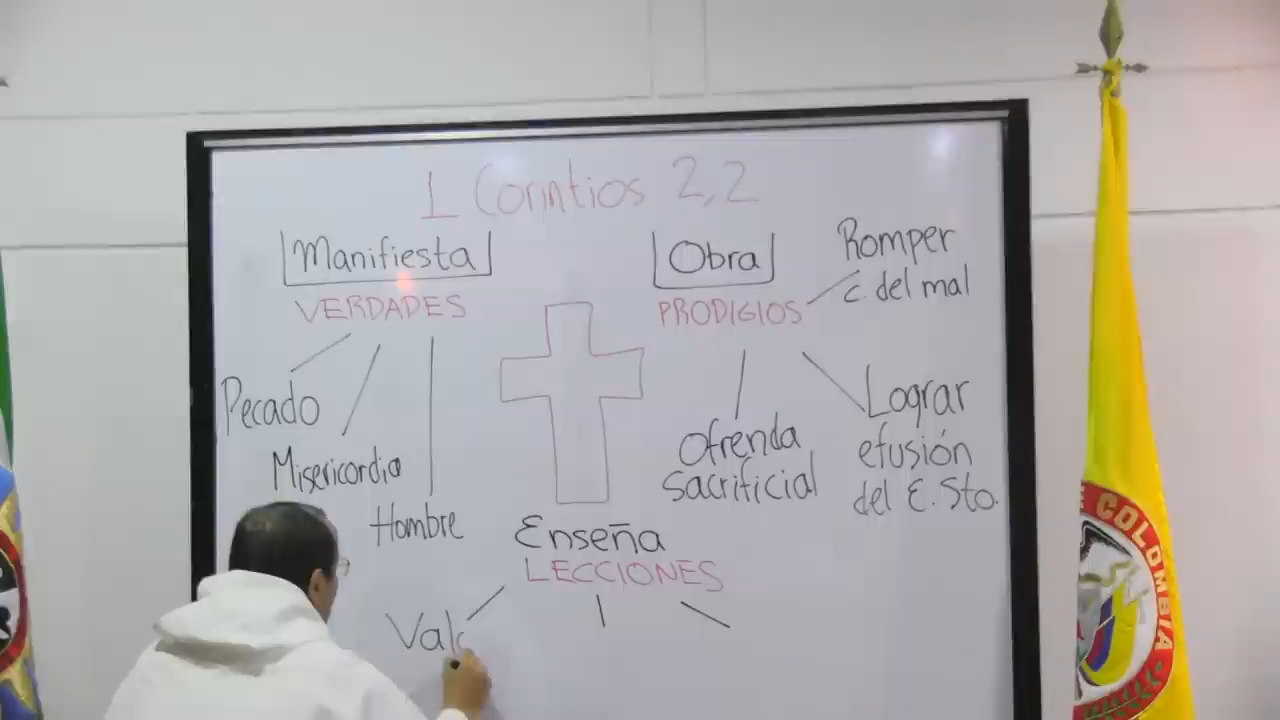 1 Corintios 2,2
Manifiesta
VERDADES
Pecado
Misericordia
Hombre
Obra
PRODIGIOS
Romper
c. del mal
Ofrenda
sacrificial
Lograr
efusión
del E. Sto.
Enseña
LECCIONES
Val
E COLOMBIA